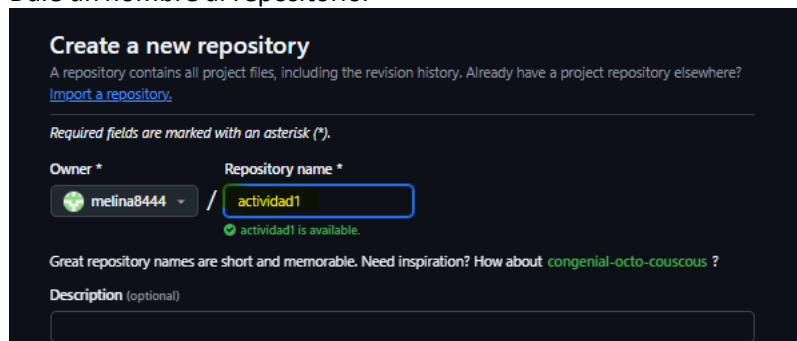 Create a new repository
A repository contains all project files, including the revision history. Already have a project repository elsewhere?
Import a repository.
Required fields are marked with an asterisk (*).
Owner * Repository name *
melina8444 / actividad1
actividad1 is available.
Great repository names are short and memorable. Need inspiration? How about congenial-octo-couscous ?
Description (optional)